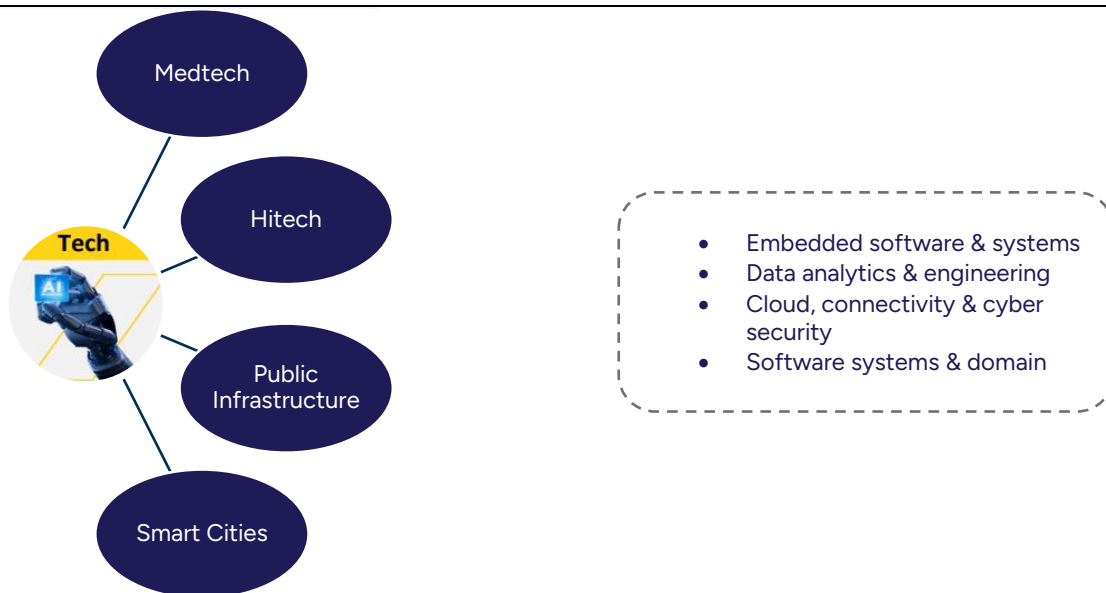 Medtech
Hitech
Tech
AI
Public
Infrastructure
Smart Cities
• Embedded software & systems
• Data analytics & engineering
• Cloud, connectivity & cyber
security
• Software systems & domain